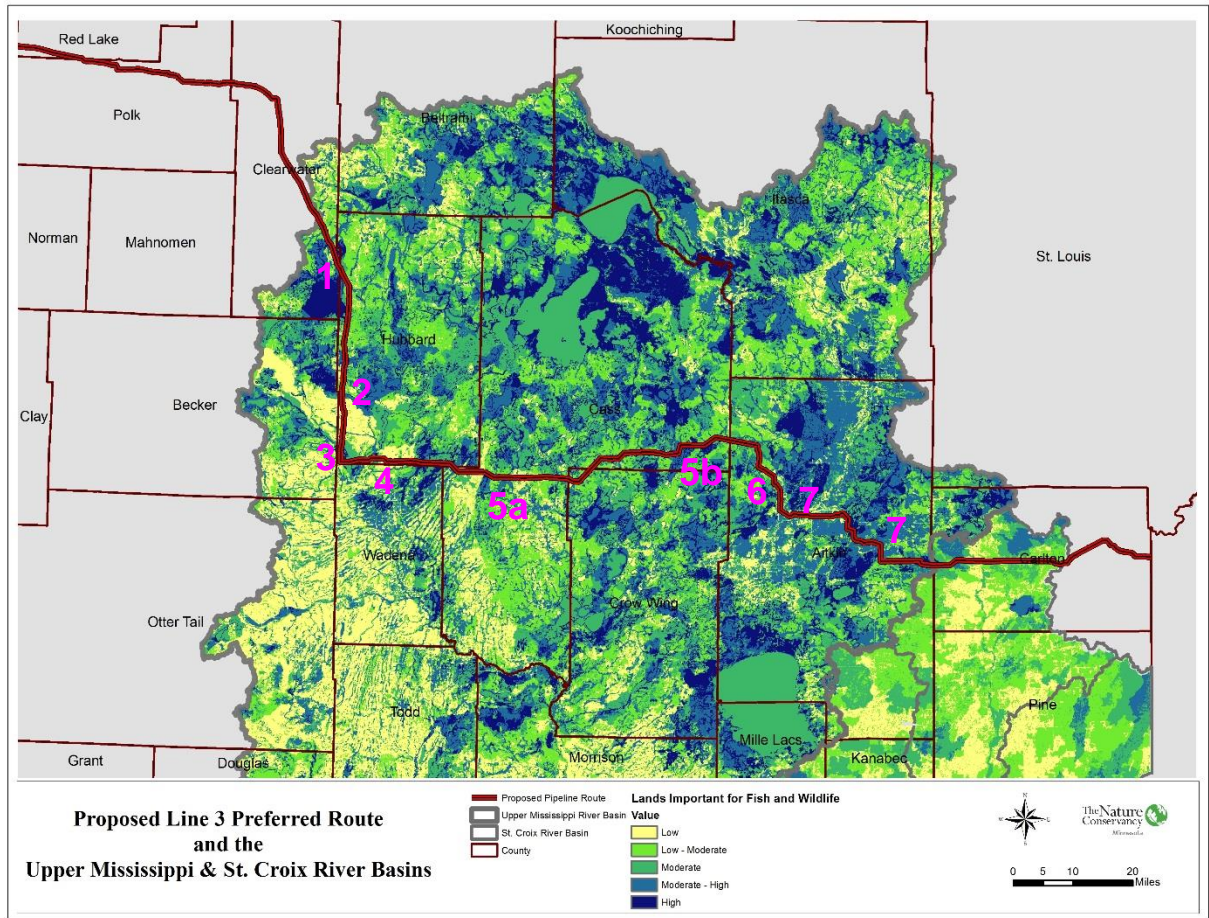 Koochiching
Red Lake
Polk
Beltrami
Clearwater
Itasca
Norman
Mahnomen
St. Louis
1
Hubbard
2
Becker
Clay
Cass
3
4
5a
5b
6
7
7
Wadena
Aitkin
Carlton
Crow Wing
Otter Tail
Todd
Pine
Mille Lacs
Grant
Douglas
Morrison
Kanabec
Proposed Line 3 Preferred Route
and the
Upper Mississippi & St. Croix River Basins
Proposed Pipeline Route
Upper Mississippi River Basin
St. Croix River Basin
County
Lands Important for Fish and Wildlife
Value
Low
Low - Moderate
Moderate
Moderate - High
High
N
W
E
S
The Nature
Conservancy
Minnesota
0 5 10 20
Miles